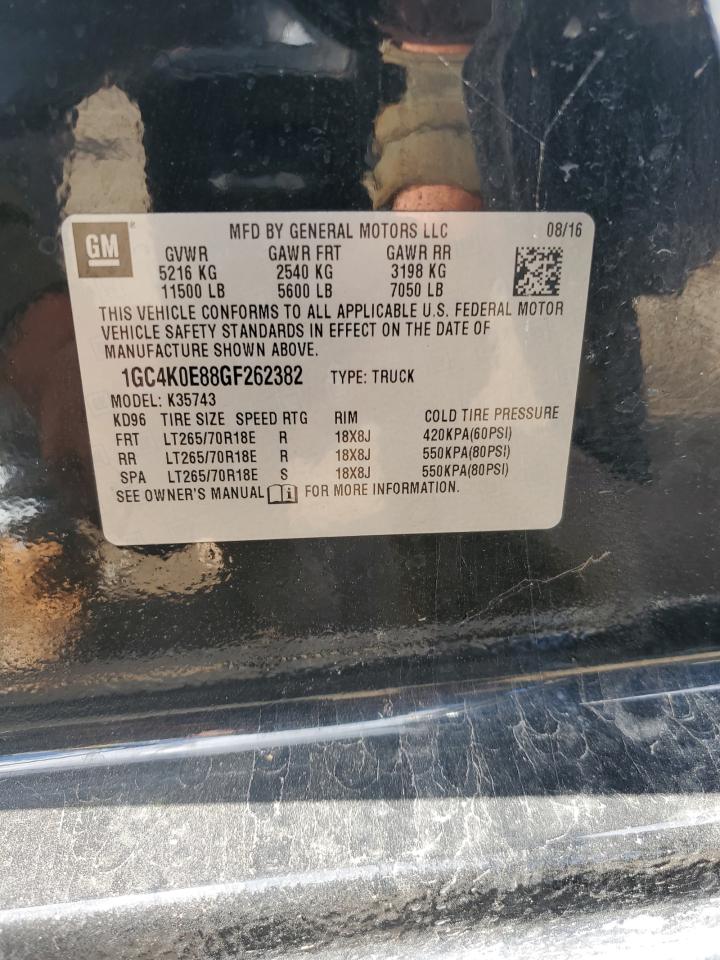 GM
MFD BY GENERAL MOTORS LLC 08/16
GVWR GAWR FRT GAWR RR
5216 KG 2540 KG 3198 KG
11500 LB 5600 LB 7050 LB
THIS VEHICLE CONFORMS TO ALL APPLICABLE U.S. FEDERAL MOTOR
VEHICLE SAFETY STANDARDS IN EFFECT ON THE DATE OF
MANUFACTURE SHOWN ABOVE.
1GC4K0E88GF262382 TYPE: TRUCK
MODEL: K35743
KD96 TIRE SIZE SPEED RTG RIM COLD TIRE PRESSURE
FRT LT265/70R18E R 18X8J 420KPA(60PSI)
RR LT265/70R18E R 18X8J 550KPA(80PSI)
SPA LT265/70R18E S 18X8J 550KPA(80PSI)
SEE OWNER'S MANUAL FOR MORE INFORMATION.